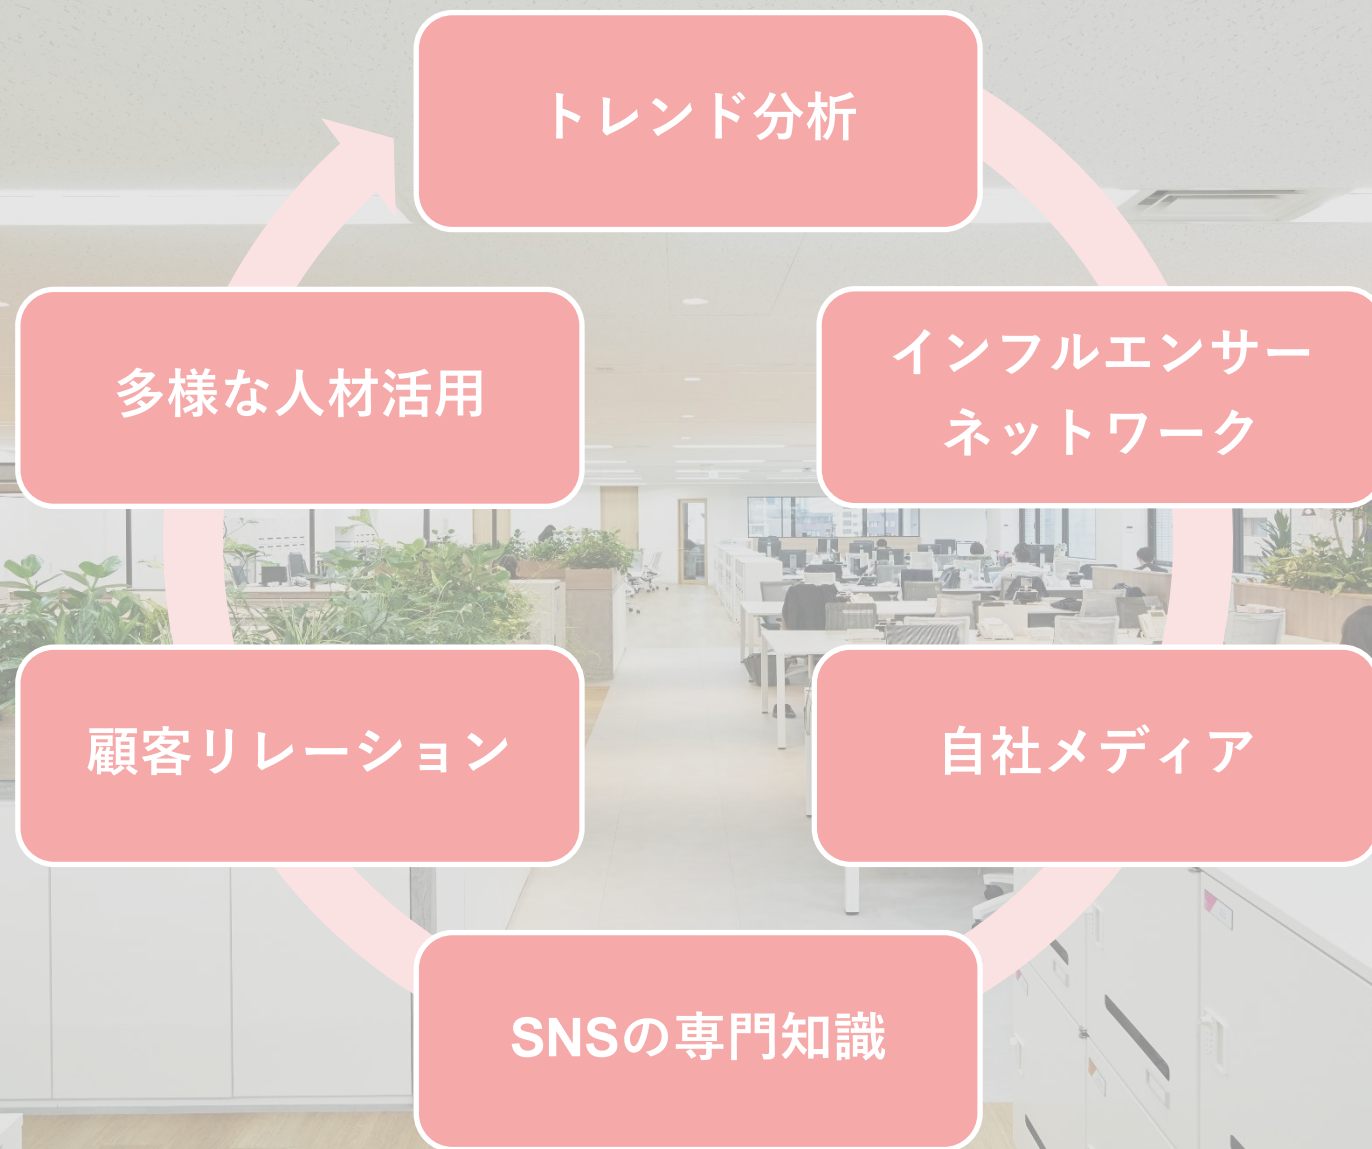 トレンド分析
インフルエンサー
ネットワーク
自社メディア
SNSの専門知識
顧客リレーション
多様な人材活用